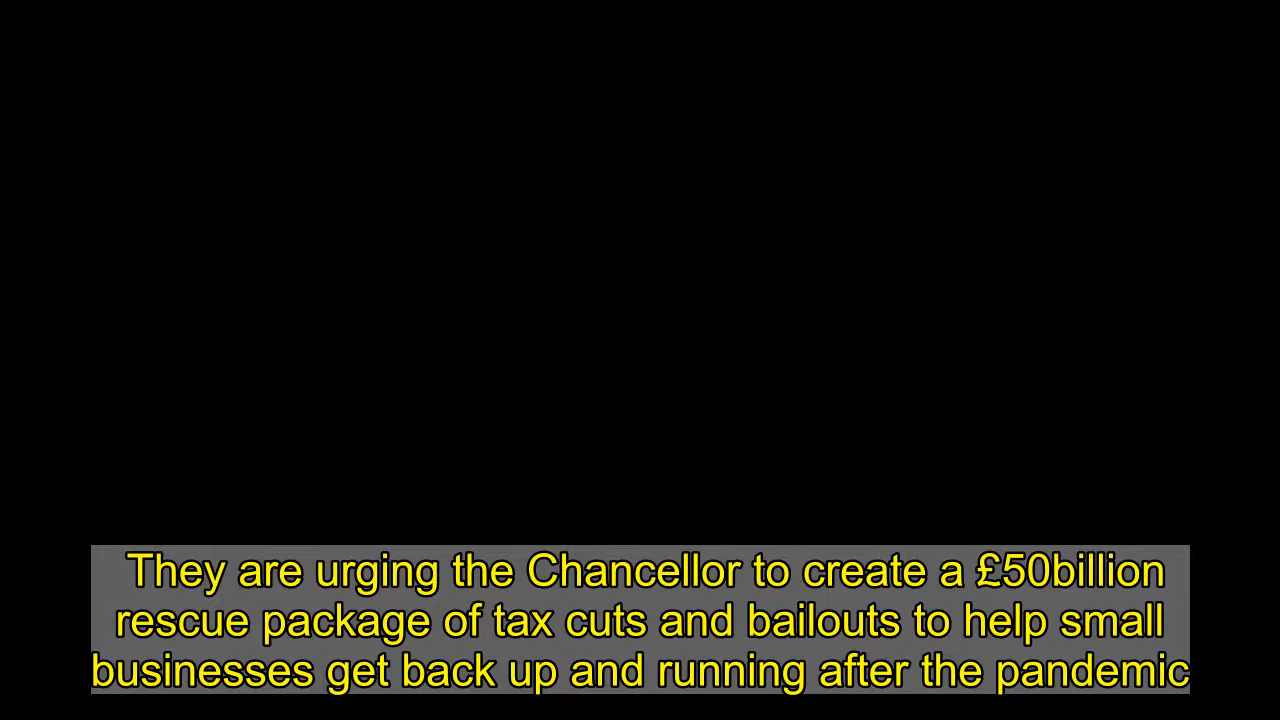 They are urging the Chancellor to create a £50billion
rescue package of tax cuts and bailouts to help small
businesses get back up and running after the pandemic